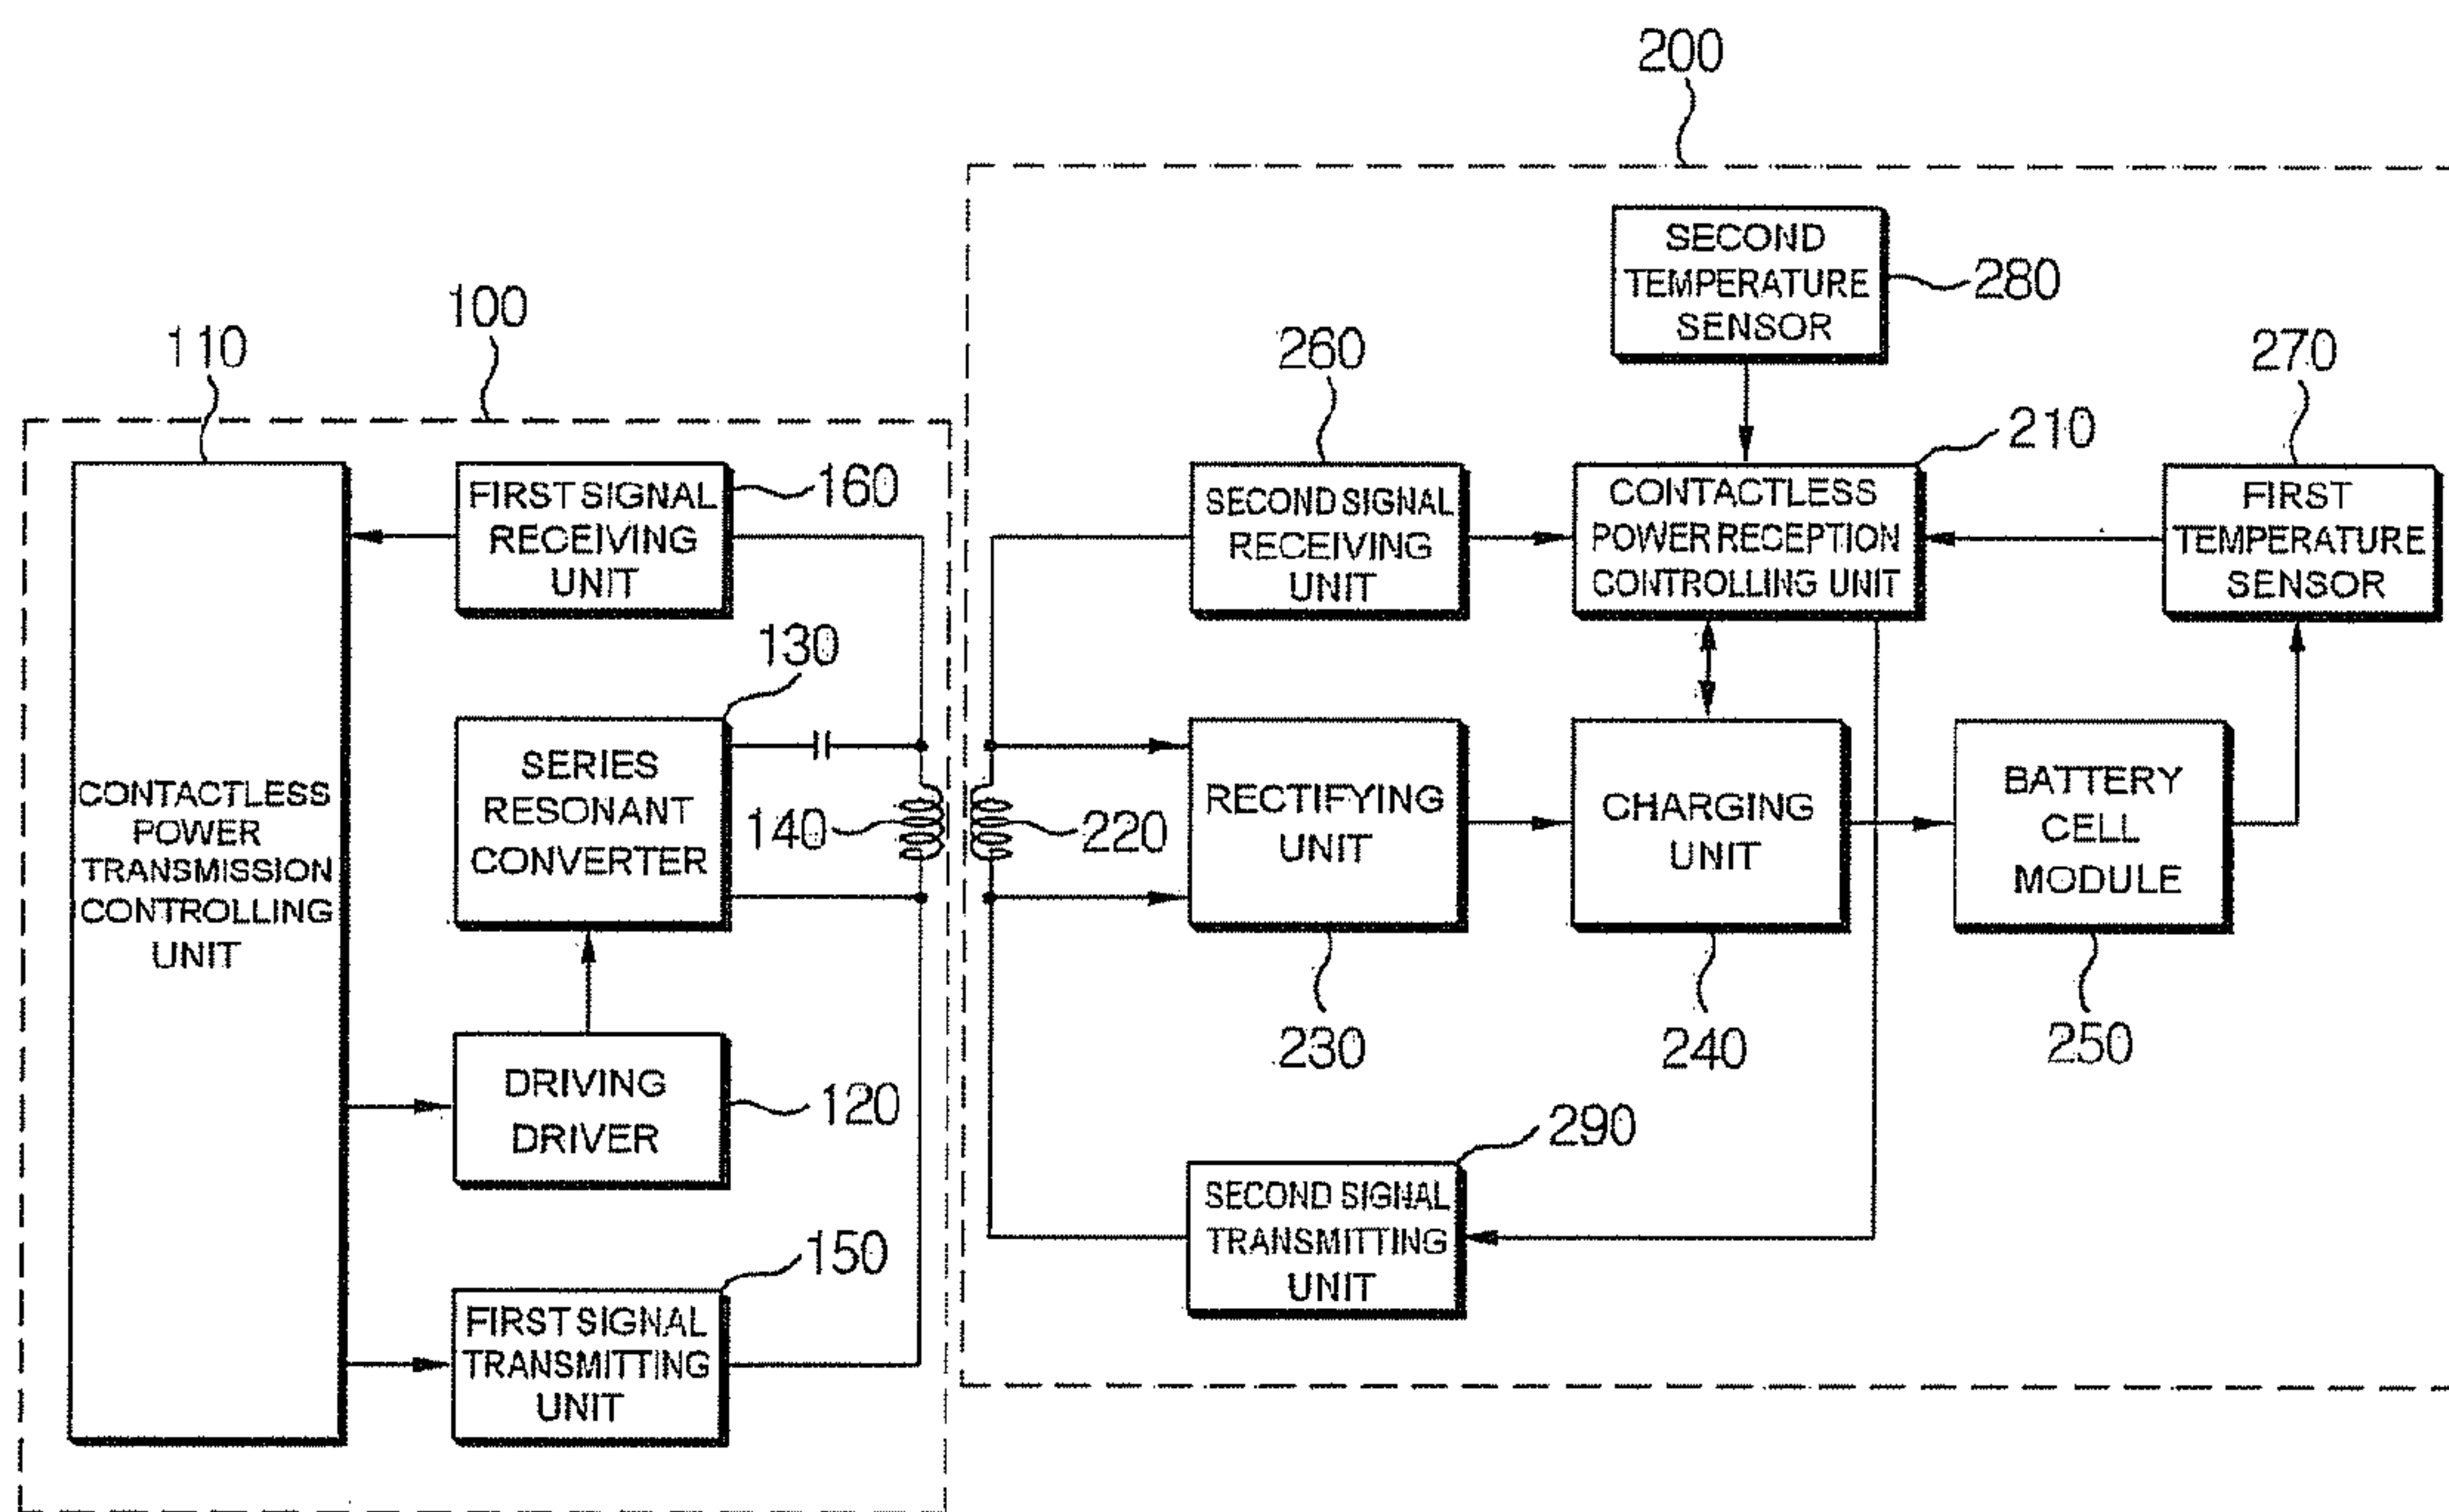 200
SECOND
TEMPERATURE
SENSOR
280
100
110
260
270
210
FIRST SIGNAL
RECEIVING
UNIT
160
SECOND SIGNAL
RECEIVING
UNIT
CONTACTLESS
POWER RECEPTION
CONTROLLING UNIT
FIRST
TEMPERATURE
SENSOR
130
CONTACTLESS
POWER
TRANSMISSION
CONTROLLING
UNIT
SERIES
RESONANT
CONVERTER
140
220
RECTIFYING
UNIT
CHARGING
UNIT
BATTERY
CELL
MODULE
230
240
250
DRIVING
DRIVER
120
290
SECOND SIGNAL
TRANSMITTING
UNIT
150
FIRST SIGNAL
TRANSMITTING
UNIT